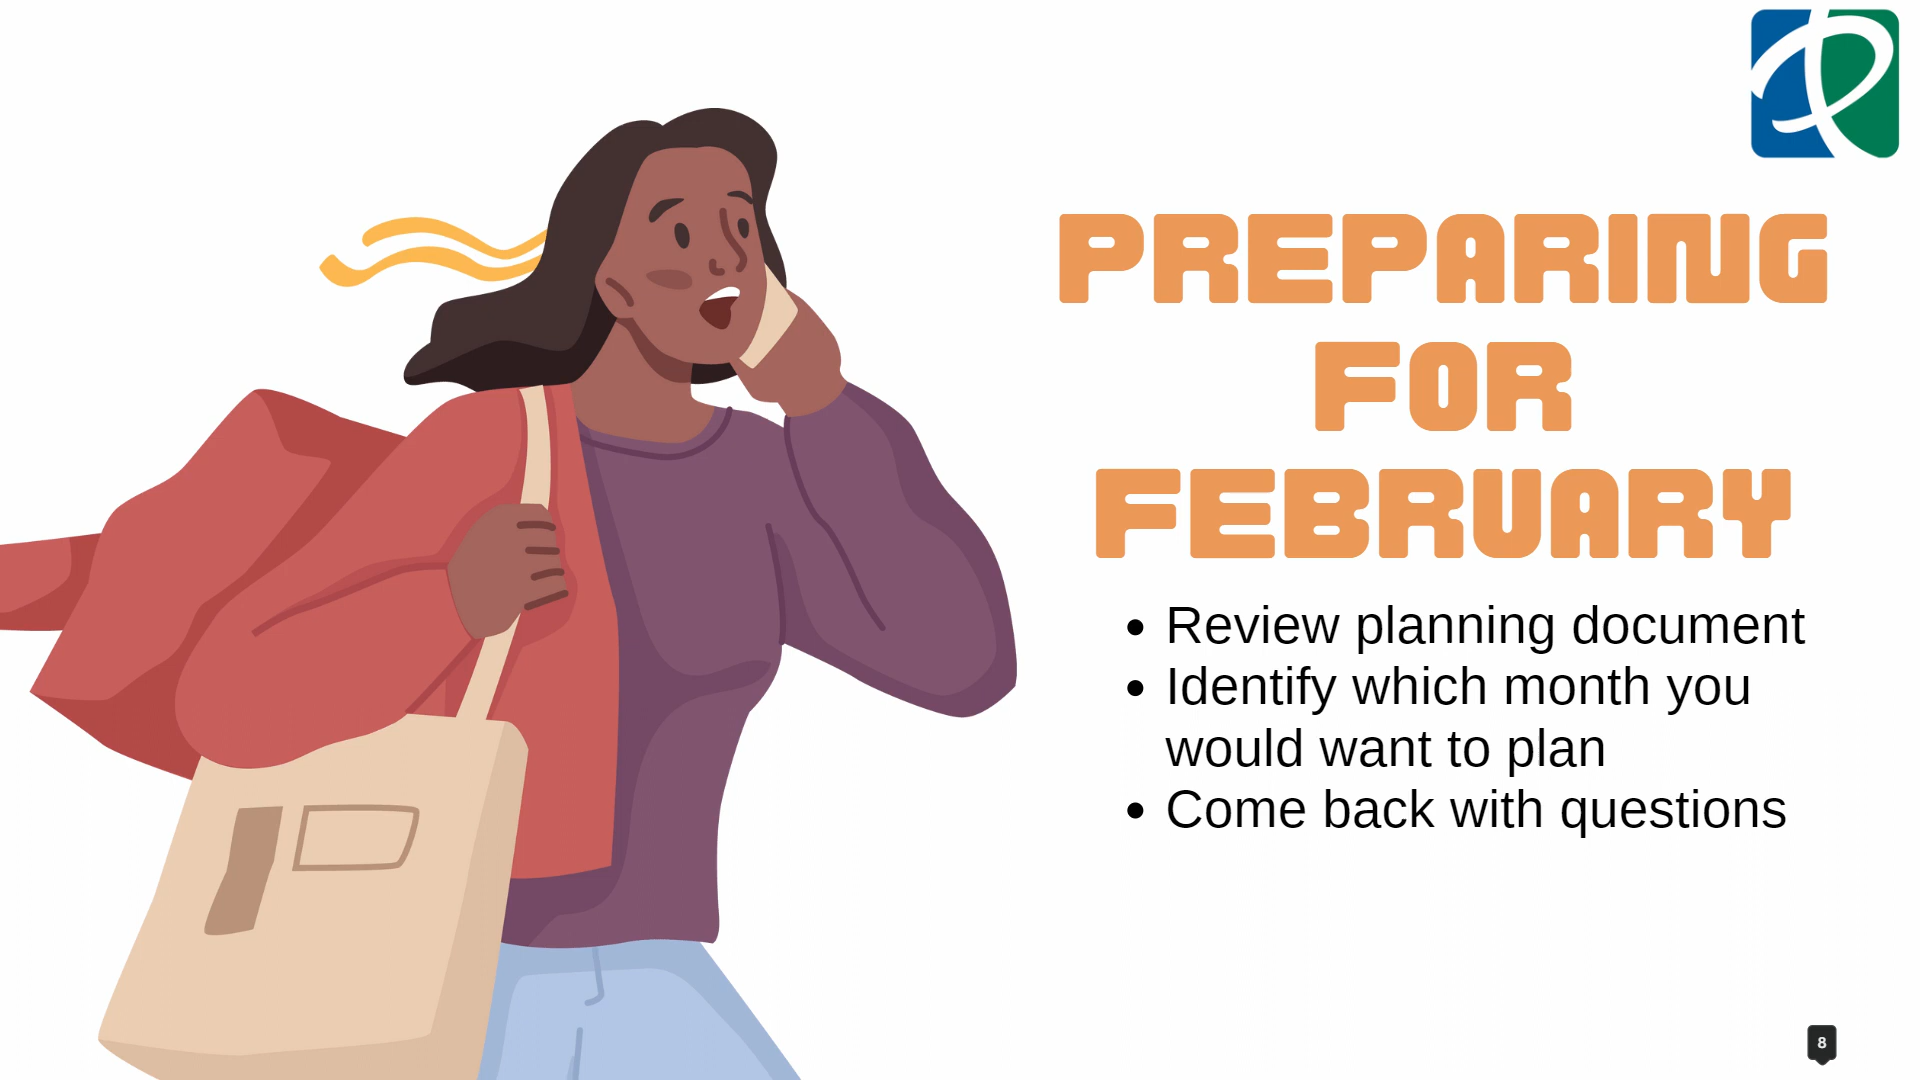 PREPARING
FOR
FEBRUARY
• Review planning document
• Identify which month you
would want to plan
• Come back with questions
8